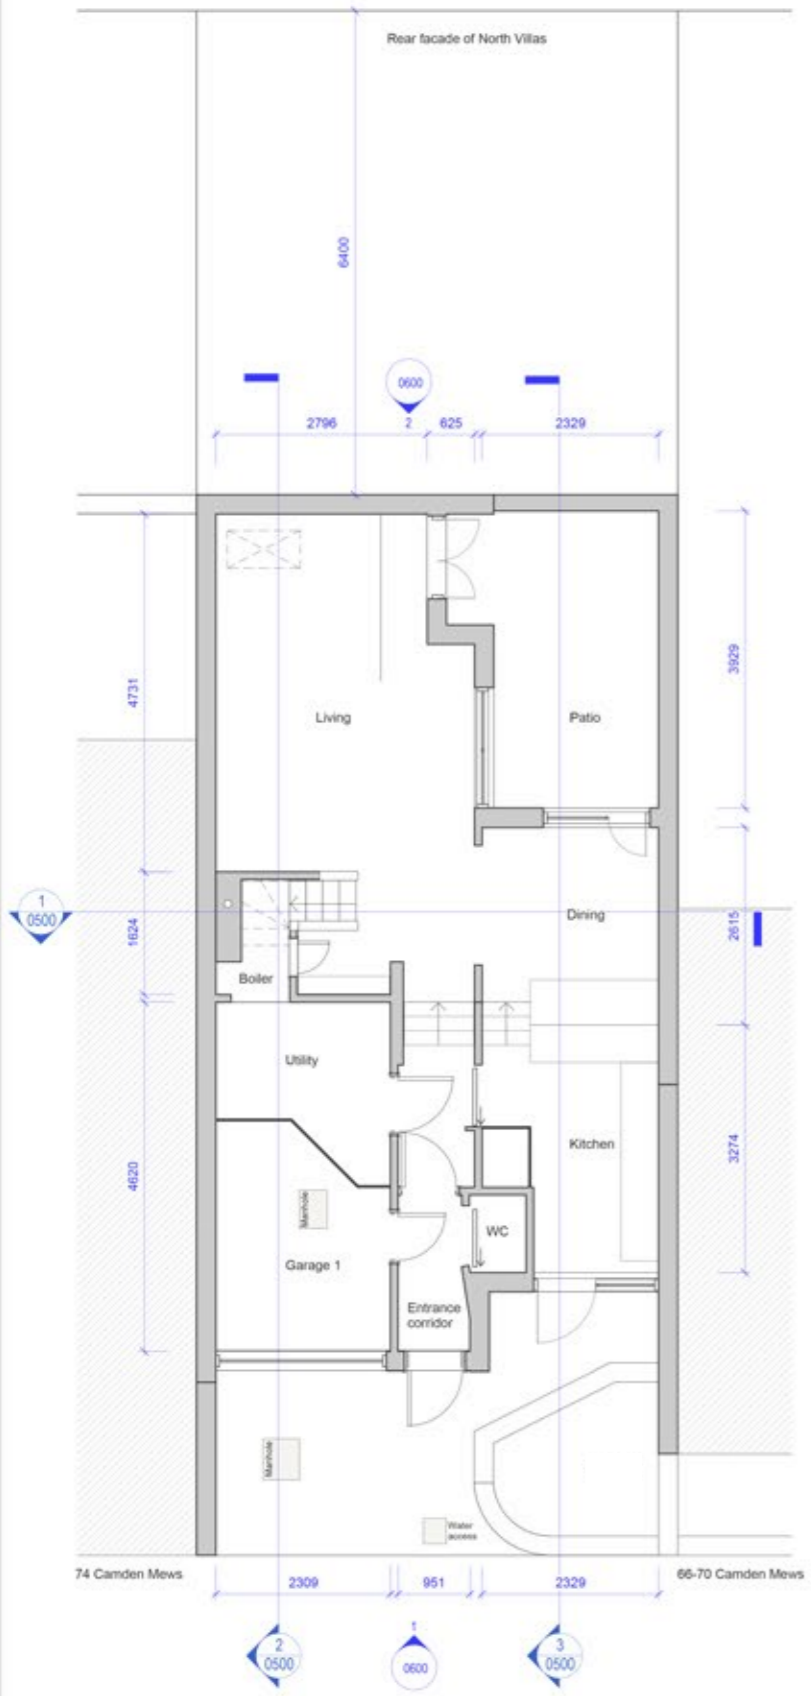 Rear facade of North Villas
6400
0600
2
2796
625
2329
4731
3929
Living
Patio
1
0500
1624
Dining
2615
Boiler
Utility
Kitchen
4620
3274
Manhole
WC
Garage 1
Entrance
corridor
Manhole
Water
access
74 Camden Mews
66-70 Camden Mews
2309
951
2329
2
0500
1
0600
3
0500